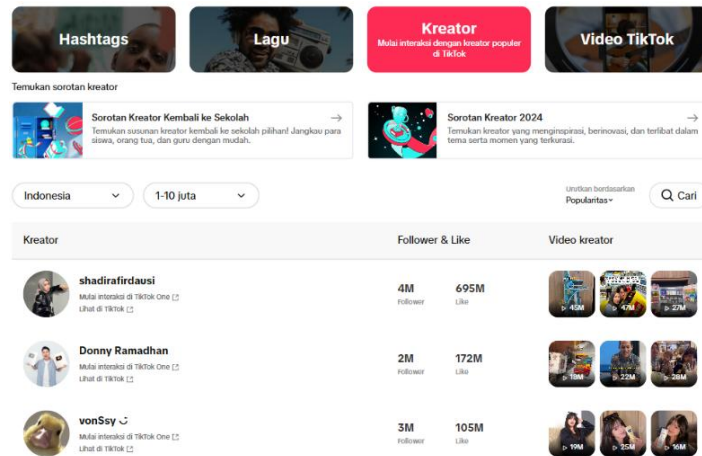 Hashtags
Lagu
Kreator
Mulai interaksi dengan kreator populer
di TikTok
Video TikTok
Temukan sorotan kreator
Sorotan Kreator Kembali ke Sekolah
Temukan susunan kreator kembali ke sekolah pilihan! Jangkau para
siswa, orang tua, dan guru dengan mudah.
Sorotan Kreator 2024
Temukan kreator yang menginspirasi, berinovasi, dan terlibat dalam
tema serta momen yang terkurasi.
Indonesia
1-10 juta
Urutkan berdasarkan
Popularitas
Cari
Kreator
Follower & Like
Video kreator
shadirafirdausi
Mulai interaksi di TikTok One
Lihat di TikTok
4M
Follower
695M
Like
45M
47M
27M
Donny Ramadhan
Mulai interaksi di TikTok One
Lihat di TikTok
2M
Follower
172M
Like
18M
22M
28M
vonSsy
Mulai interaksi di TikTok One
Lihat di TikTok
3M
Follower
105M
Like
19M
25M
16M